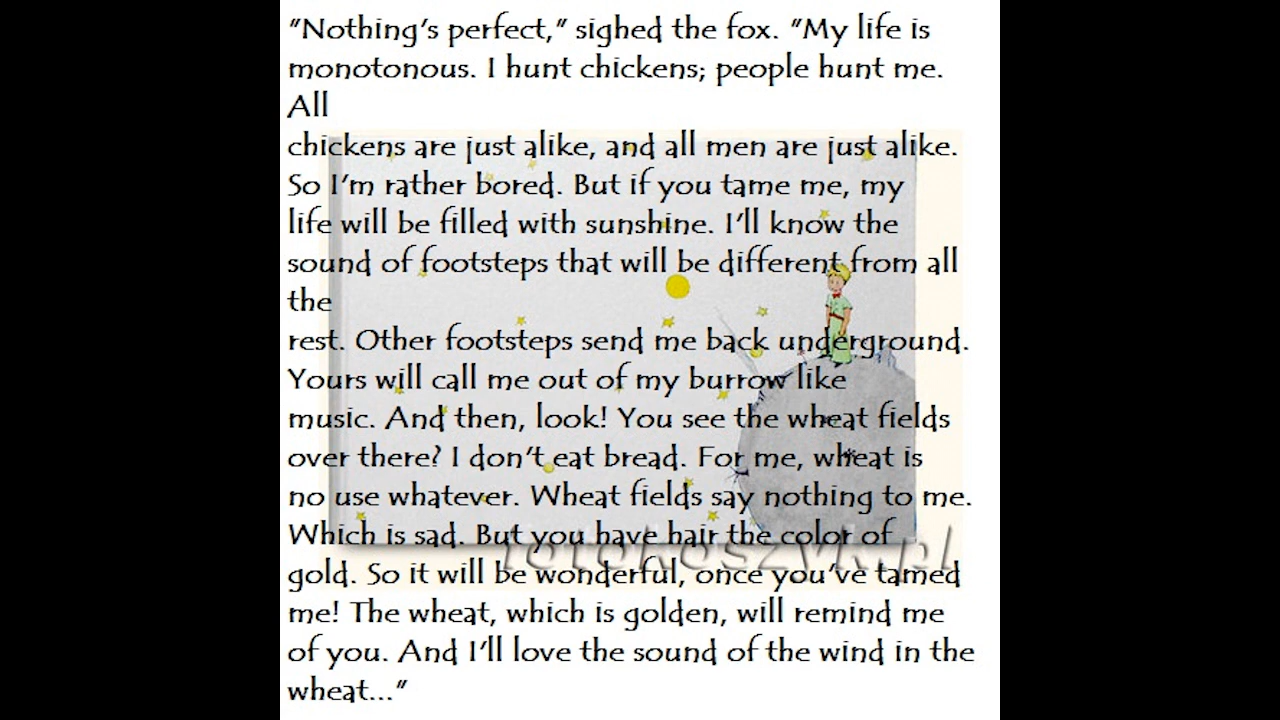 "Nothing's perfect," sighed the fox. "My life is
monotonous. I hunt chickens; people hunt me.
All
chickens are just alike, and all men are just alike.
So I'm rather bored. But if you tame me, my
life will be filled with sunshine. I'll know the
sound of footsteps that will be different from all
the
rest. Other footsteps send me back underground.
Yours will call me out of my burrow like
music. And then, look! You see the wheat fields
over there? I don't eat bread. For me, wheat is
no use whatever. Wheat fields say nothing to me.
Which is sad. But you have hair the color of
gold. So it will be wonderful, once you've tamed
me! The wheat, which is golden, will remind me
of you. And I'll love the sound of the wind in the
wheat..."
fotokoszyk.pl